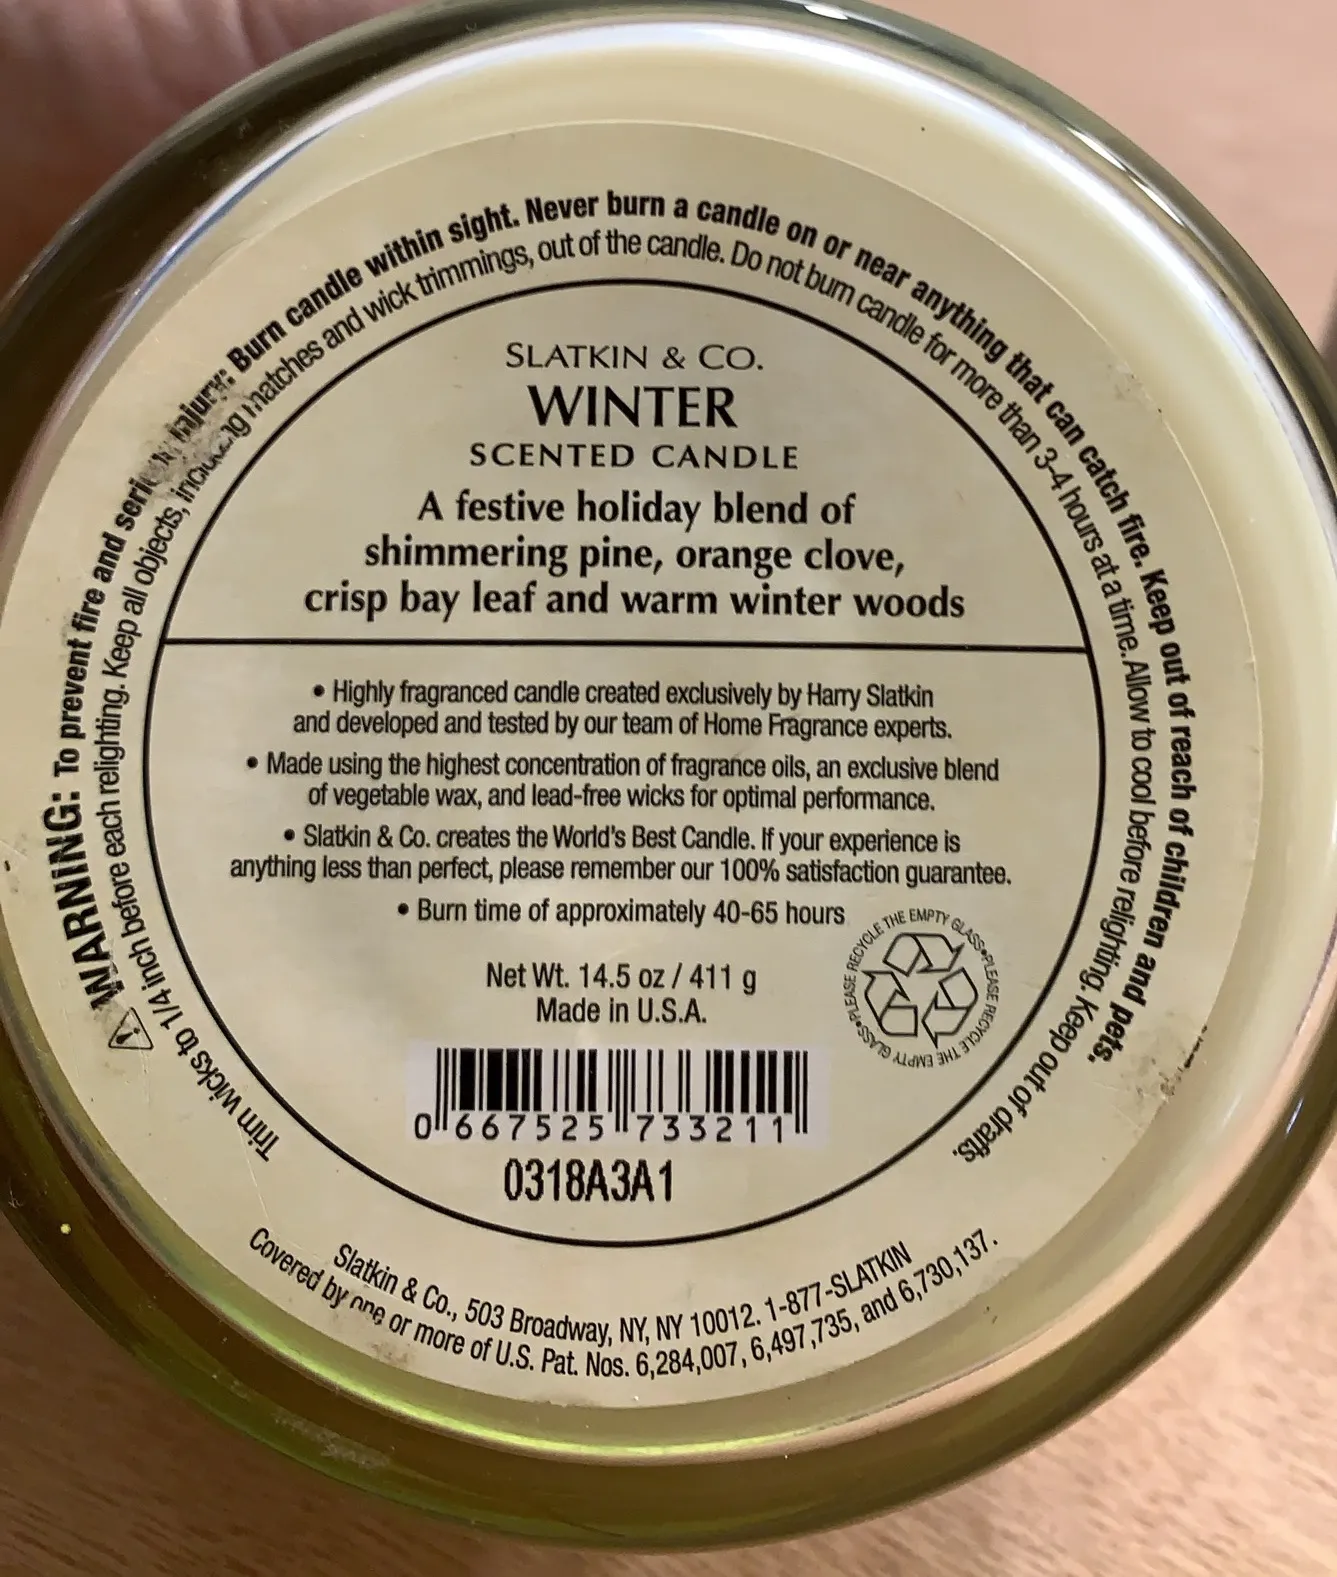 WARNING: To prevent fire and serious injury: Burn candle within sight. Never burn a candle on or near anything that can catch fire. Keep out of reach of children and pets.
Trim wicks to 1/4 inch before each relighting. Keep all objects, including matches and wick trimmings, out of the candle. Do not burn candle for more than 3-4 hours at a time. Allow to cool before relighting. Keep out of drafts.
SLATKIN & CO.
WINTER
SCENTED CANDLE
A festive holiday blend of
shimmering pine, orange clove,
crisp bay leaf and warm winter woods
• Highly fragranced candle created exclusively by Harry Slatkin
and developed and tested by our team of Home Fragrance experts.
• Made using the highest concentration of fragrance oils, an exclusive blend
of vegetable wax, and lead-free wicks for optimal performance.
• Slatkin & Co. creates the World's Best Candle. If your experience is
anything less than perfect, please remember our 100% satisfaction guarantee.
• Burn time of approximately 40-65 hours
•PLEASE RECYCLE THE EMPTY GLASS•PLEASE RECYCLE THE EMPTY GLASS
Net Wt. 14.5 oz / 411 g
Made in U.S.A.
0 667525 733211
0318A3A1
Slatkin & Co., 503 Broadway, NY, NY 10012. 1-877-SLATKIN
Covered by one or more of U.S. Pat. Nos. 6,284,007, 6,497,735, and 6,730,137.